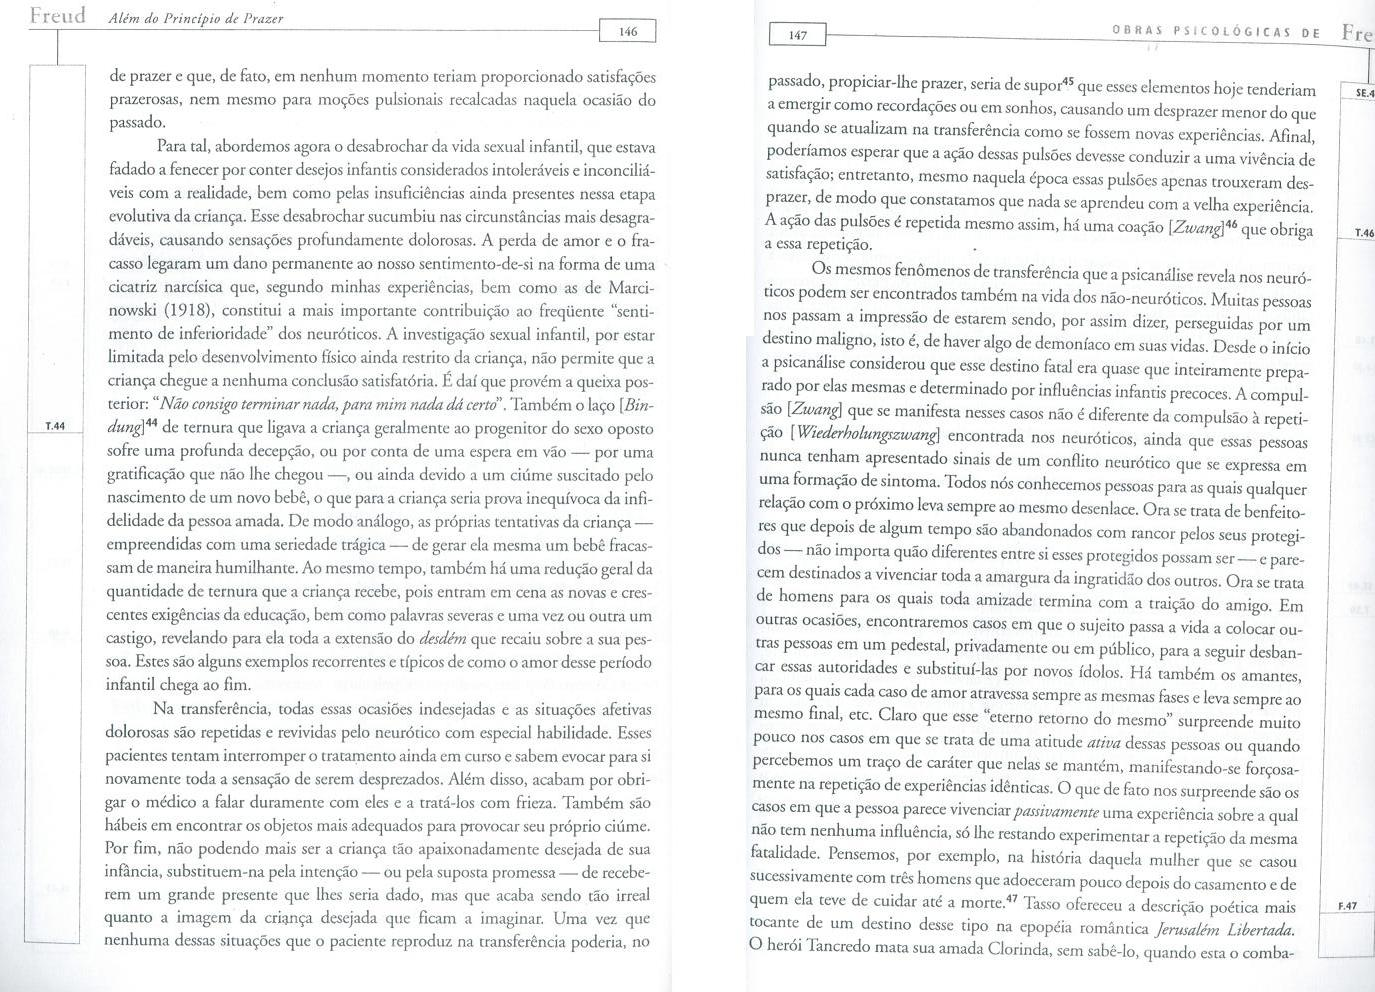 Freud Além do Princípio de Prazer
146
de prazer e que, de fato, em nenhum momento teriam proporcionado satisfações
prazerosas, nem mesmo para moções pulsionais recalcadas naquela ocasião do
passado.
Para tal, abordemos agora o desabrochar da vida sexual infantil, que estava
fadado a fenecer por conter desejos infantis considerados intoleráveis e inconciliá-
veis com a realidade, bem como pelas insuficiências ainda presentes nessa etapa
evolutiva da criança. Esse desabrochar sucumbiu nas circunstâncias mais desagra-
dáveis, causando sensações profundamente dolorosas. A perda de amor e o fra-
casso legaram um dano permanente ao nosso sentimento-de-si na forma de uma
cicatriz narcísica que, segundo minhas experiências, bem como as de Marci-
nowski (1918), constitui a mais importante contribuição ao freqüente “senti-
mento de inferioridade” dos neuróticos. A investigação sexual infantil, por estar
limitada pelo desenvolvimento físico ainda restrito da criança, não permite que a
criança chegue a nenhuma conclusão satisfatória. É daí que provém a queixa pos-
terior: “Não consigo terminar nada, para mim nada dá certo”. Também o laço [Bin-
T.44
dung]44 de ternura que ligava a criança geralmente ao progenitor do sexo oposto
sofre uma profunda decepção, ou por conta de uma espera em vão — por uma
gratificação que não lhe chegou —, ou ainda devido a um ciúme suscitado pelo
nascimento de um novo bebê, o que para a criança seria prova inequívoca da infi-
delidade da pessoa amada. De modo análogo, as próprias tentativas da criança —
empreendidas com uma seriedade trágica — de gerar ela mesma um bebê fracas-
sam de maneira humilhante. Ao mesmo tempo, também há uma redução geral da
quantidade de ternura que a criança recebe, pois entram em cena as novas e cres-
centes exigências da educação, bem como palavras severas e uma vez ou outra um
castigo, revelando para ela toda a extensão do desdém que recaiu sobre a sua pes-
soa. Estes são alguns exemplos recorrentes e típicos de como o amor desse período
infantil chega ao fim.
Na transferência, todas essas ocasiões indesejadas e as situações afetivas
dolorosas são repetidas e revividas pelo neurótico com especial habilidade. Esses
pacientes tentam interromper o tratamento ainda em curso e sabem evocar para si
novamente toda a sensação de serem desprezados. Além disso, acabam por obri-
gar o médico a falar duramente com eles e a tratá-los com frieza. Também são
hábeis em encontrar os objetos mais adequados para provocar seu próprio ciúme.
Por fim, não podendo mais ser a criança tão apaixonadamente desejada de sua
infância, substituem-na pela intenção — ou pela suposta promessa — de recebe-
rem um grande presente que lhes seria dado, mas que acaba sendo tão irreal
quanto a imagem da criança desejada que ficam a imaginar. Uma vez que
nenhuma dessas situações que o paciente reproduz na transferência poderia, no
147
OBRAS PSICOLÓGICAS DE Fre
passado, propiciar-lhe prazer, seria de supor45 que esses elementos hoje tenderiam
SE.4
a emergir como recordações ou em sonhos, causando um desprazer menor do que
quando se atualizam na transferência como se fossem novas experiências. Afinal,
poderíamos esperar que a ação dessas pulsões devesse conduzir a uma vivência de
satisfação; entretanto, mesmo naquela época essas pulsões apenas trouxeram des-
prazer, de modo que constatamos que nada se aprendeu com a velha experiência.
A ação das pulsões é repetida mesmo assim, há uma coação [Zwang]46 que obriga
T.46
a essa repetição.
Os mesmos fenômenos de transferência que a psicanálise revela nos neuró-
ticos podem ser encontrados também na vida dos não-neuróticos. Muitas pessoas
nos passam a impressão de estarem sendo, por assim dizer, perseguidas por um
destino maligno, isto é, de haver algo de demoníaco em suas vidas. Desde o início
a psicanálise considerou que esse destino fatal era quase que inteiramente prepa-
rado por elas mesmas e determinado por influências infantis precoces. A compul-
são [Zwang] que se manifesta nesses casos não é diferente da compulsão à repeti-
ção [Wiederholungszwang] encontrada nos neuróticos, ainda que essas pessoas
nunca tenham apresentado sinais de um conflito neurótico que se expressa em
uma formação de sintoma. Todos nós conhecemos pessoas para as quais qualquer
relação com o próximo leva sempre ao mesmo desenlace. Ora se trata de benfeito-
res que depois de algum tempo são abandonados com rancor pelos seus protegi-
dos — não importa quão diferentes entre si esses protegidos possam ser — e pare-
cem destinados a vivenciar toda a amargura da ingratidão dos outros. Ora se trata
de homens para os quais toda amizade termina com a traição do amigo. Em
outras ocasiões, encontraremos casos em que o sujeito passa a vida a colocar ou-
tras pessoas em um pedestal, privadamente ou em público, para a seguir desban-
car essas autoridades e substituí-las por novos ídolos. Há também os amantes,
para os quais cada caso de amor atravessa sempre as mesmas fases e leva sempre ao
mesmo final, etc. Claro que esse “eterno retorno do mesmo” surpreende muito
pouco nos casos em que se trata de uma atitude ativa dessas pessoas ou quando
percebemos um traço de caráter que nelas se mantém, manifestando-se forçosa-
mente na repetição de experiências idênticas. O que de fato nos surpreende são os
casos em que a pessoa parece vivenciar passivamente uma experiência sobre a qual
não tem nenhuma influência, só lhe restando experimentar a repetição da mesma
fatalidade. Pensemos, por exemplo, na história daquela mulher que se casou
sucessivamente com três homens que adoeceram pouco depois do casamento e de
quem ela teve de cuidar até a morte.47 Tasso ofereceu a descrição poética mais
F.47
tocante de um destino desse tipo na epopéia romântica Jerusalém Libertada.
O herói Tancredo mata sua amada Clorinda, sem sabê-lo, quando esta o comba-